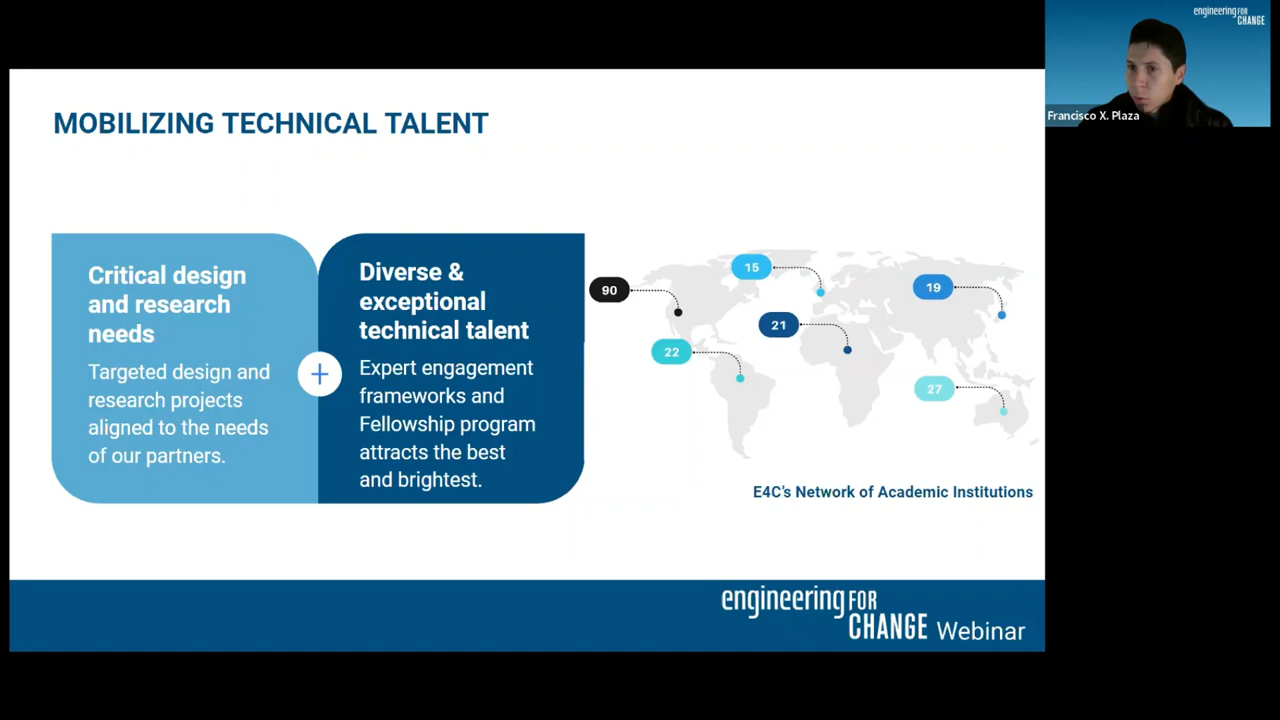 engineering FOR
CHANGE
Francisco X. Plaza
MOBILIZING TECHNICAL TALENT
Critical design
and research
needs
Targeted design and
research projects
aligned to the needs
of our partners.
+
Diverse &
exceptional
technical talent
Expert engagement
frameworks and
Fellowship program
attracts the best
and brightest.
90
15
19
21
22
27
E4C's Network of Academic Institutions
engineering FOR
CHANGE Webinar